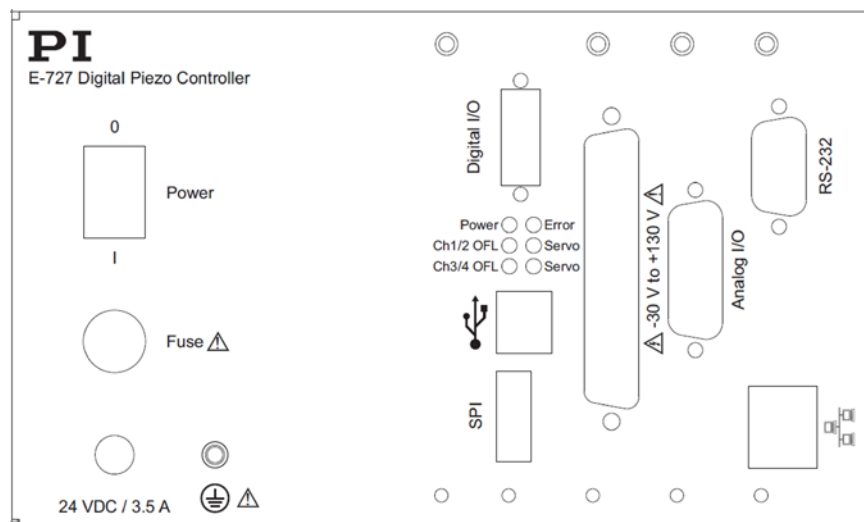 PI
E-727 Digital Piezo Controller
0
Power
I
Fuse
24 VDC / 3.5 A
Digital I/O
Power
Error
Ch1/2 OFL
Servo
Ch3/4 OFL
Servo
SPI
-30 V to +130 V
Analog I/O
RS-232